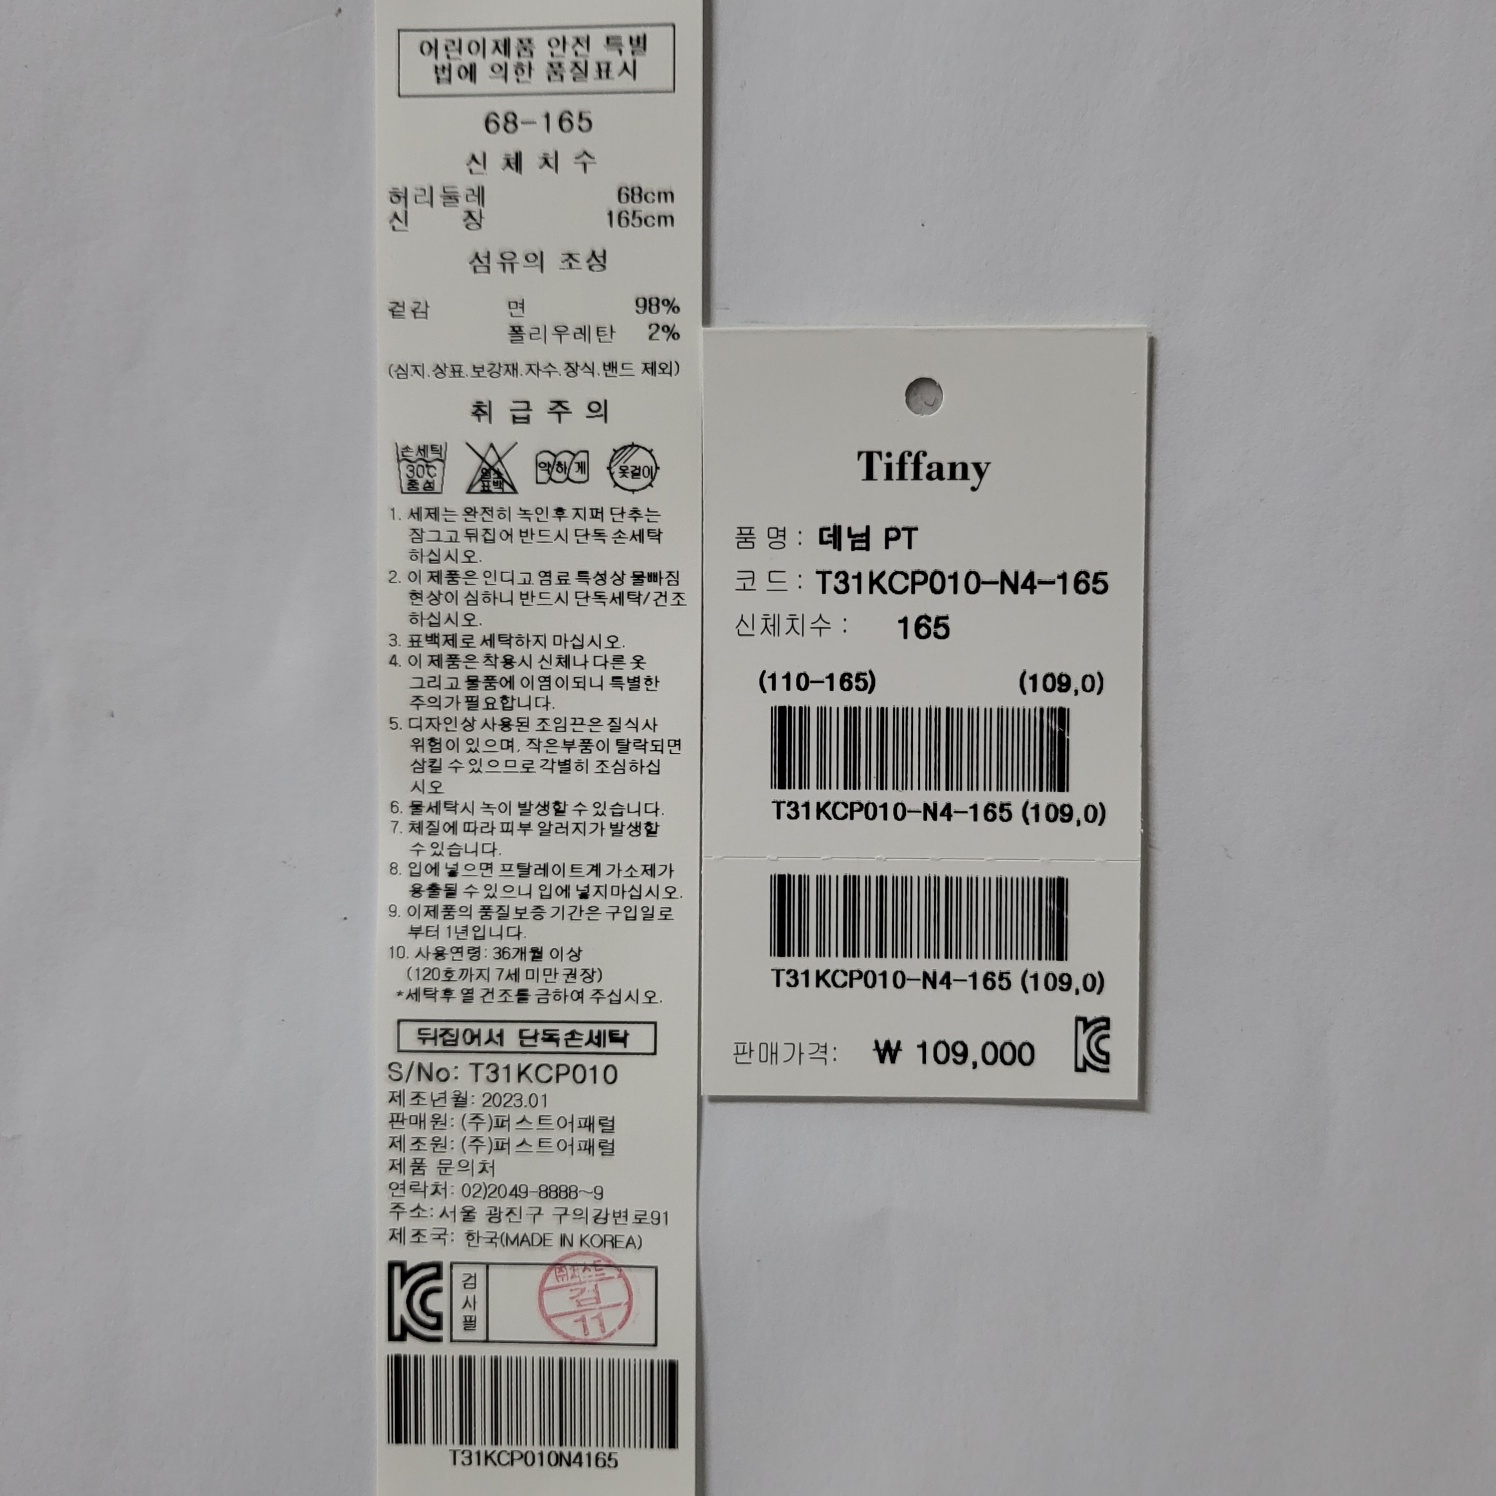 어린이제품 안전 특별
법에 의한 품질표시
68-165
신 체 치 수
허리둘레 68cm
신 장 165cm
섬유의 조성
겉감 면 98%
폴리우레탄 2%
(심지.상표.보강재.자수.장식.밴드 제외)
취 급 주 의
손세탁 30℃ 중성
염소 표백
약하게
옷걸이
1. 세제는 완전히 녹인후 지퍼 단추는
잠그고 뒤집어 반드시 단독 손세탁
하십시오.
2. 이 제품은 인디고 염료 특성상 물빠짐
현상이 심하니 반드시 단독세탁/건조
하십시오.
3. 표백제로 세탁하지 마십시오.
4. 이 제품은 착용시 신체나 다른 옷
그리고 물품에 이염이되니 특별한
주의가 필요합니다.
5. 디자인상 사용된 조임끈은 질식사
위험이 있으며, 작은부품이 탈락되면
삼킬 수 있으므로 각별히 조심하십
시오
6. 물세탁시 녹이 발생할 수 있습니다.
7. 체질에 따라 피부 알러지가 발생할
수 있습니다.
8. 입에 넣으면 프탈레이트계 가소제가
용출될 수 있으니 입에 넣지마십시오.
9. 이제품의 품질보증 기간은 구입일로
부터 1년입니다.
10. 사용연령: 36개월 이상
(120호까지 7세 미만 권장)
*세탁후 열 건조를 금하여 주십시오.
뒤집어서 단독손세탁
S/No: T31KCP010
제조년월: 2023.01
판매원: (주)퍼스트어패럴
제조원: (주)퍼스트어패럴
제품 문의처
연락처: 02)2049-8888~9
주소: 서울 광진구 구의강변로91
제조국: 한국(MADE IN KOREA)
KC 검사필
검
11
T31KCP010N4165
Tiffany
품 명 : 데님 PT
코 드 : T31KCP010-N4-165
신체치수 : 165
(110-165) (109,0)
T31KCP010-N4-165 (109,0)
T31KCP010-N4-165 (109,0)
판매가격: ₩ 109,000 KC